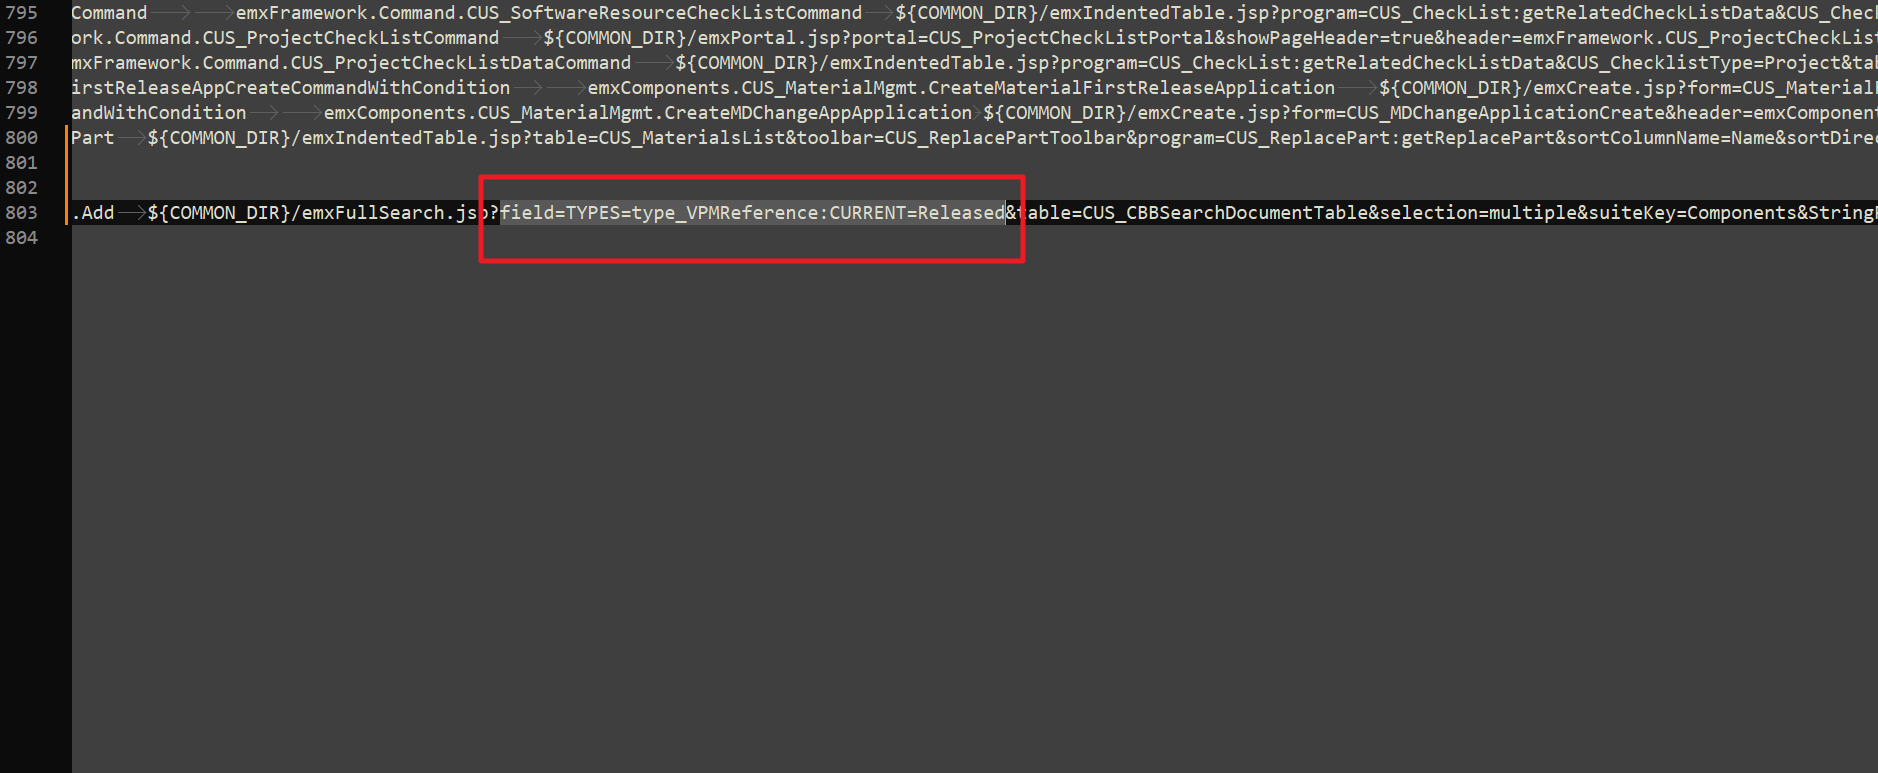 795 Command emxFramework.Command.CUS_SoftwareResourceCheckListCommand ${COMMON_DIR}/emxIndentedTable.jsp?program=CUS_CheckList:getRelatedCheckListData&CUS_Chec
796 ork.Command.CUS_ProjectCheckListCommand ${COMMON_DIR}/emxPortal.jsp?portal=CUS_ProjectCheckListPortal&showPageHeader=true&header=emxFramework.CUS_ProjectCheckList
797 mxFramework.Command.CUS_ProjectCheckListDataCommand ${COMMON_DIR}/emxIndentedTable.jsp?program=CUS_CheckList:getRelatedCheckListData&CUS_ChecklistType=Project&tab
798 irstReleaseAppCreateCommandWithCondition emxComponents.CUS_MaterialMgmt.CreateMaterialFirstReleaseApplication ${COMMON_DIR}/emxCreate.jsp?form=CUS_Material
799 andWithCondition emxComponents.CUS_MaterialMgmt.CreateMDChangeAppApplication ${COMMON_DIR}/emxCreate.jsp?form=CUS_MDChangeApplicationCreate&header=emxComponent
800 Part ${COMMON_DIR}/emxIndentedTable.jsp?table=CUS_MaterialsList&toolbar=CUS_ReplacePartToolbar&program=CUS_ReplacePart:getReplacePart&sortColumnName=Name&sortDirec
801
802
803 .Add ${COMMON_DIR}/emxFullSearch.jsp?field=TYPES=type_VPMReference:CURRENT=Released&table=CUS_CBBSearchDocumentTable&selection=multiple&suiteKey=Components&String
804